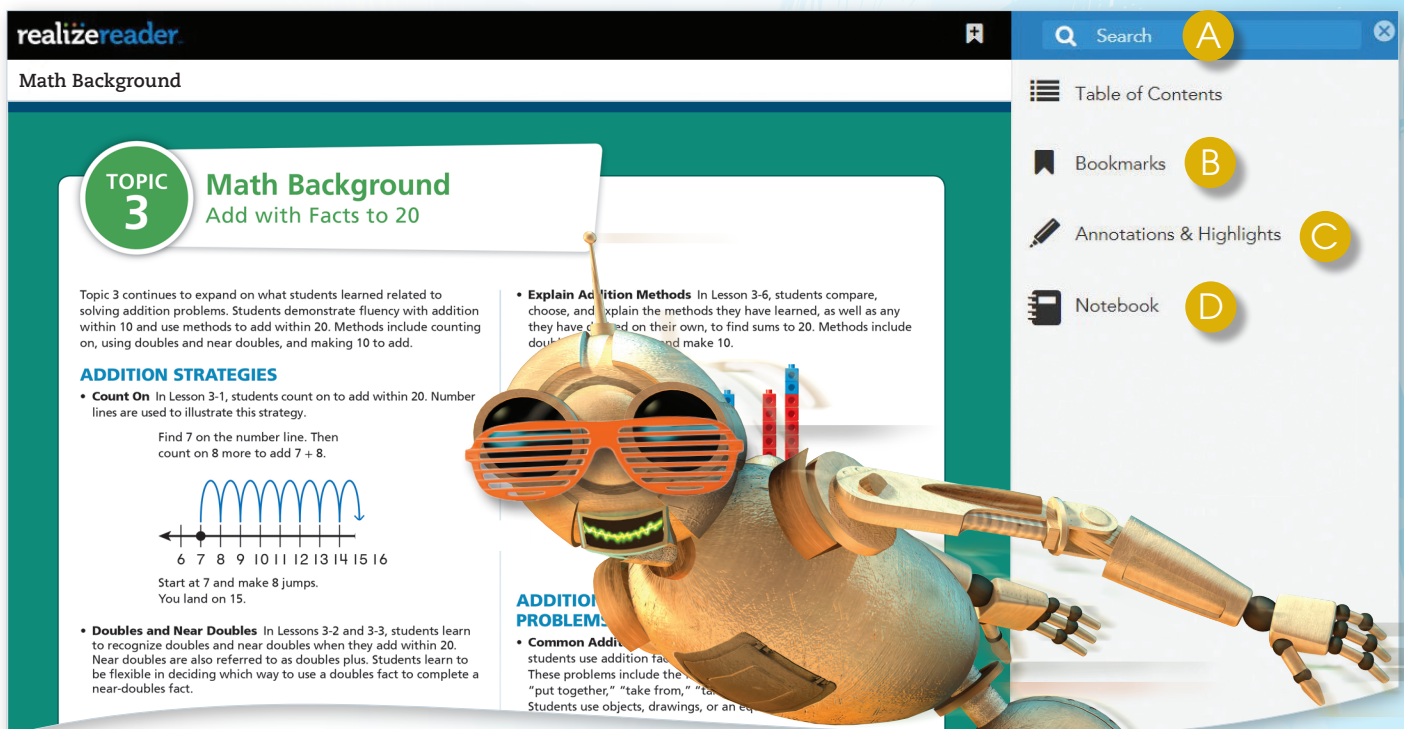 realizereader
Search
A
Math Background
Table of Contents
Bookmarks
B
Annotations & Highlights
C
Notebook
D
TOPIC
3
Math Background
Add with Facts to 20
Topic 3 continues to expand on what students learned related to
solving addition problems. Students demonstrate fluency with addition
within 10 and use methods to add within 20. Methods include counting
on, using doubles and near doubles, and making 10 to add.
ADDITION STRATEGIES
• Count On In Lesson 3-1, students count on to add within 20. Number
lines are used to illustrate this strategy.
Find 7 on the number line. Then
count on 8 more to add 7 + 8.
6 7 8 9 10 11 12 13 14 15 16
Start at 7 and make 8 jumps.
You land on 15.
• Doubles and Near Doubles In Lessons 3-2 and 3-3, students learn
to recognize doubles and near doubles when they add within 20.
Near doubles are also referred to as doubles plus. Students learn to
be flexible in deciding which way to use a doubles fact to complete a
near-doubles fact.
• Explain Addition Methods In Lesson 3-6, students compare,
choose, and explain the methods they have learned, as well as any
they have on their own, to find sums to 20. Methods include
and make 10.
ADDITION
PROBLEMS
• Common
students use addition
These problems include the
"put together," "take from,"
Students use objects, drawings, or an